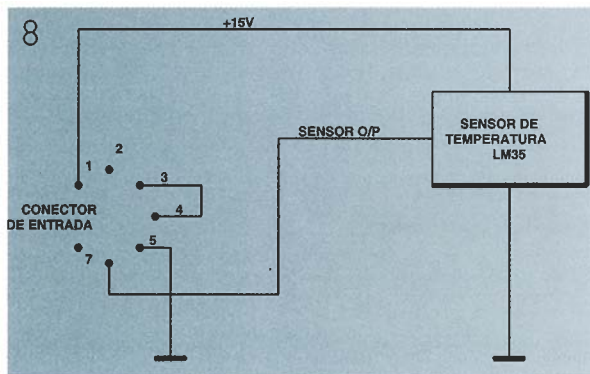 8
+15V
SENSOR DE
TEMPERATURA
LM35
SENSOR O/P
2
1
3
4
CONECTOR
DE ENTRADA
5
7